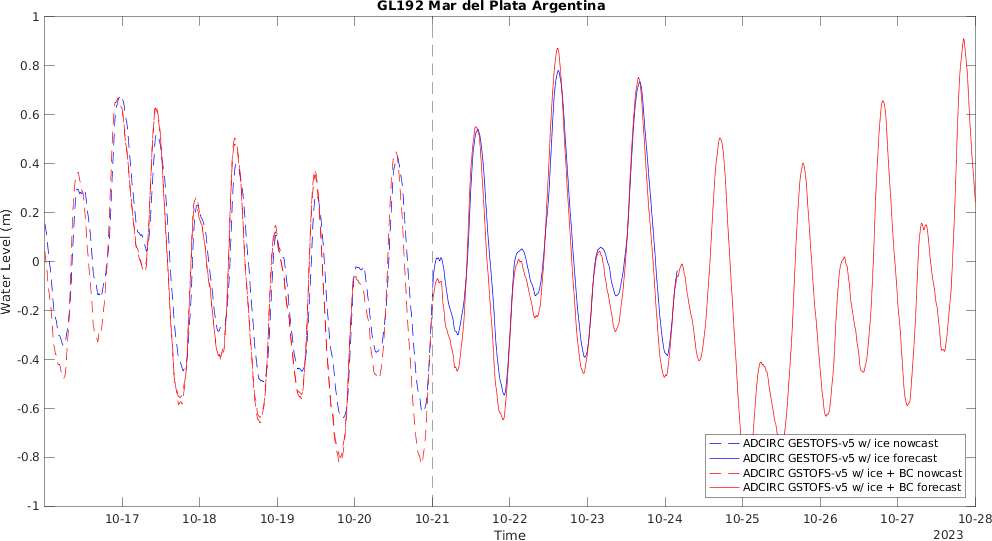 GL192 Mar del Plata Argentina
1
0.8
0.6
0.4
0.2
0
-0.2
-0.4
-0.6
-0.8
-1
Water Level (m)
ADCIRC GESTOFS-v5 w/ ice nowcast
ADCIRC GESTOFS-v5 w/ ice forecast
ADCIRC GSTOFS-v5 w/ ice + BC nowcast
ADCIRC GSTOFS-v5 w/ ice + BC forecast
10-17 10-18 10-19 10-20 10-21 10-22 10-23 10-24 10-25 10-26 10-27 10-28
Time
2023